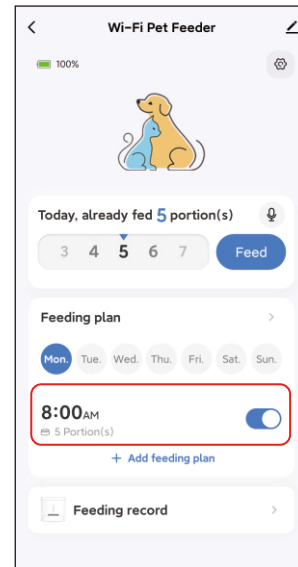 Wi-Fi Pet Feeder
100%
Today, already fed 5 portion(s)
3 4 5 6 7 Feed
Feeding plan
Mon. Tue. Wed. Thu. Fri. Sat. Sun.
8:00AM
5 Portion(s)
+ Add feeding plan
Feeding record